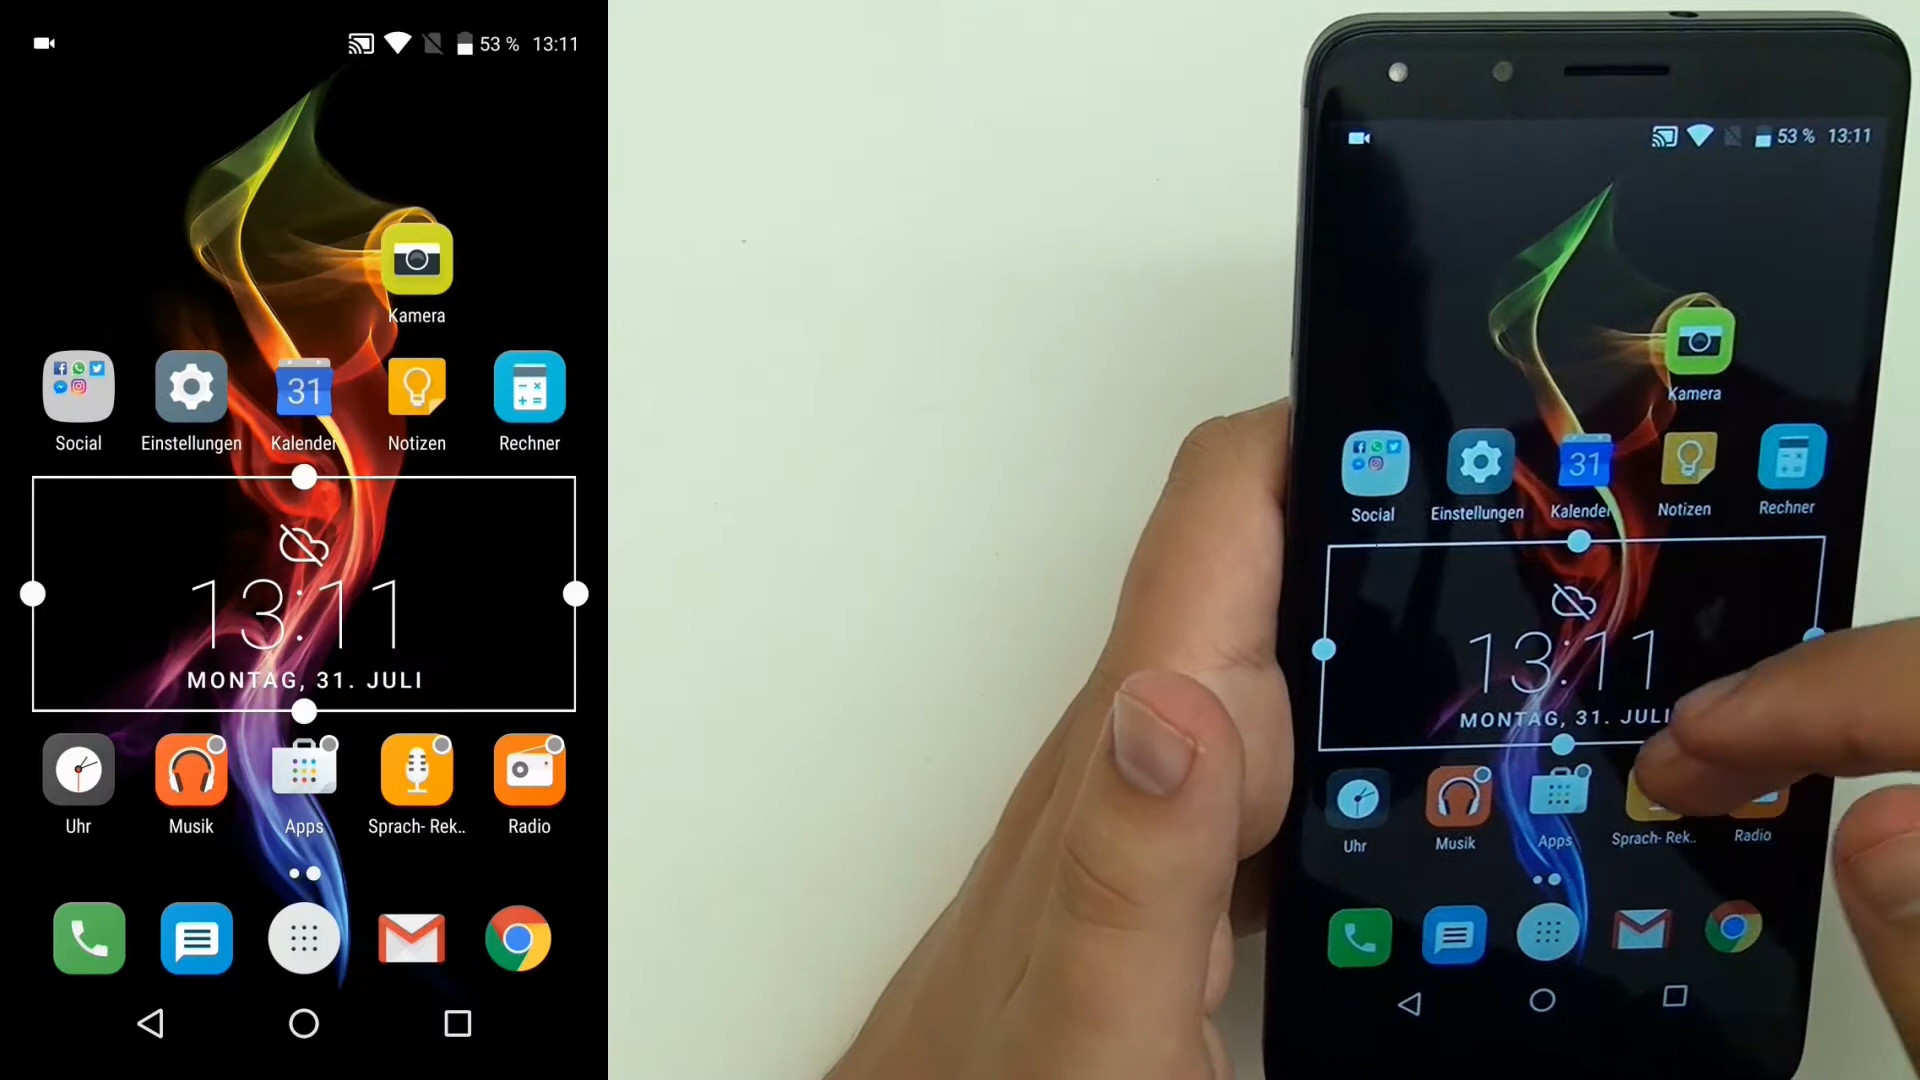 53 % 13:11
Kamera
31
Social Einstellungen Kalender Notizen Rechner
13:11
MONTAG, 31. JULI
Uhr Musik Apps Sprach- Rek.. Radio
53 % 13:11
Kamera
31
Social Einstellungen Kalender Notizen Rechner
13:11
MONTAG, 31. JULI
Uhr Musik Apps Sprach- Rek.. Radio